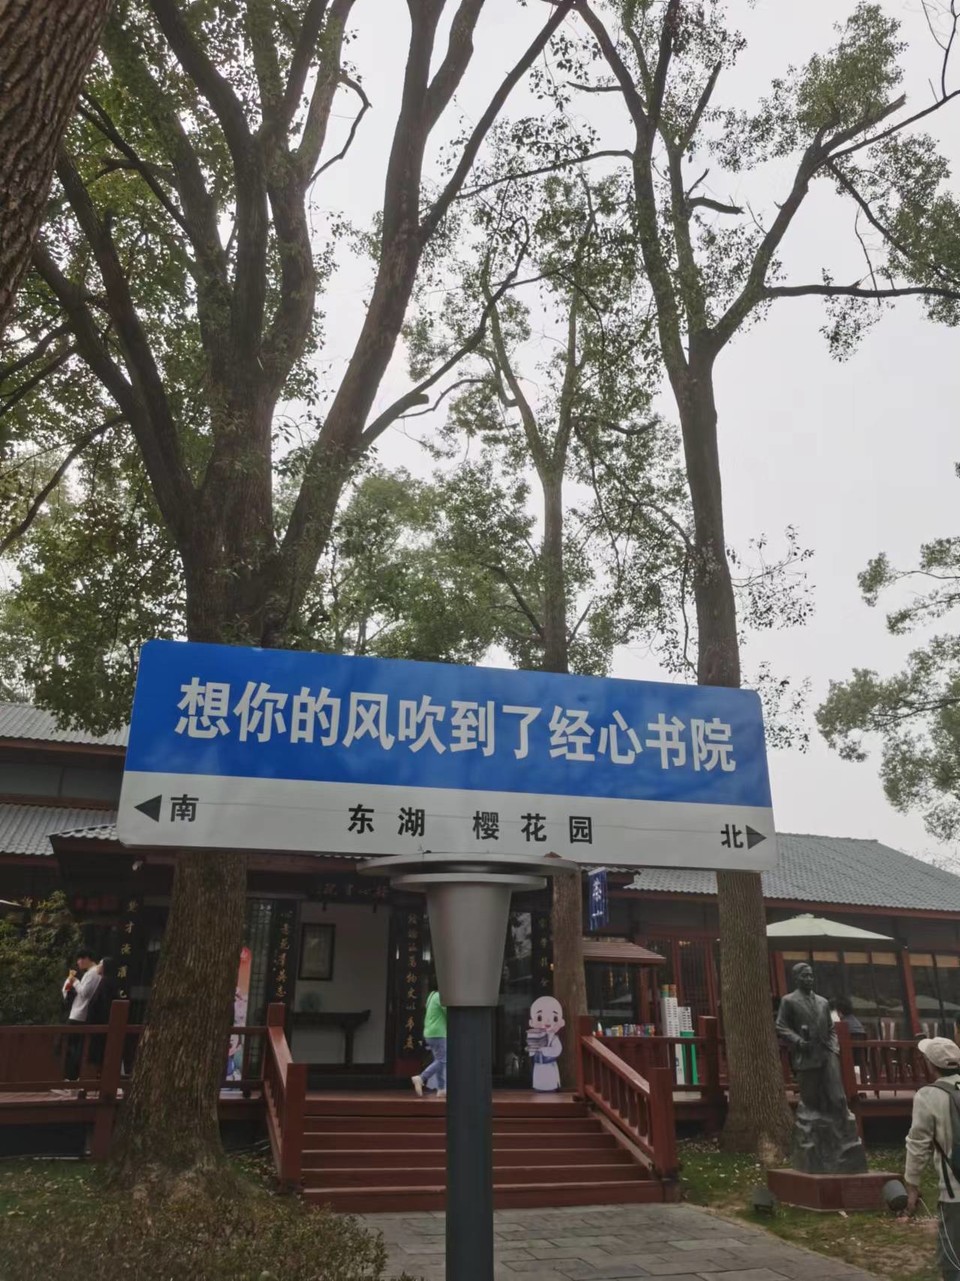 想你的风吹到了经心书院
南 东湖 樱花园 北